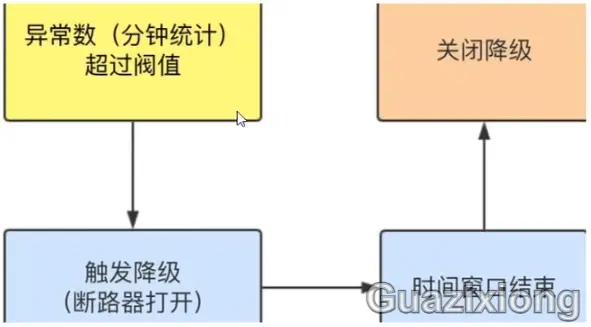 异常数（分钟统计）
超过阀值
关闭降级
触发降级
（断路器打开）
时间窗口结束
Guazixiong